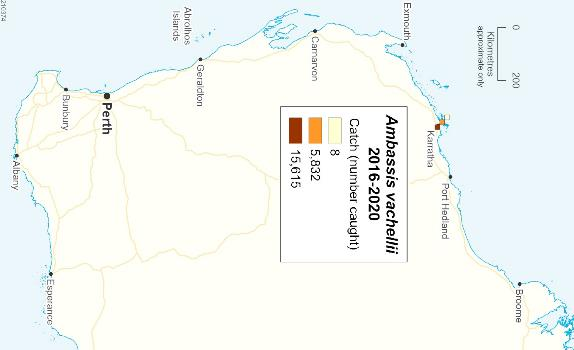 Broome
0 200
Kilometres
approximate only
Port Hedland
Karratha
Exmouth
Ambassis vachellii
2016-2020
Catch (number caught)
8
5,832
15,615
Carnarvon
Geraldton
Abrolhos
Islands
Perth
Bunbury
Esperance
Albany
210374